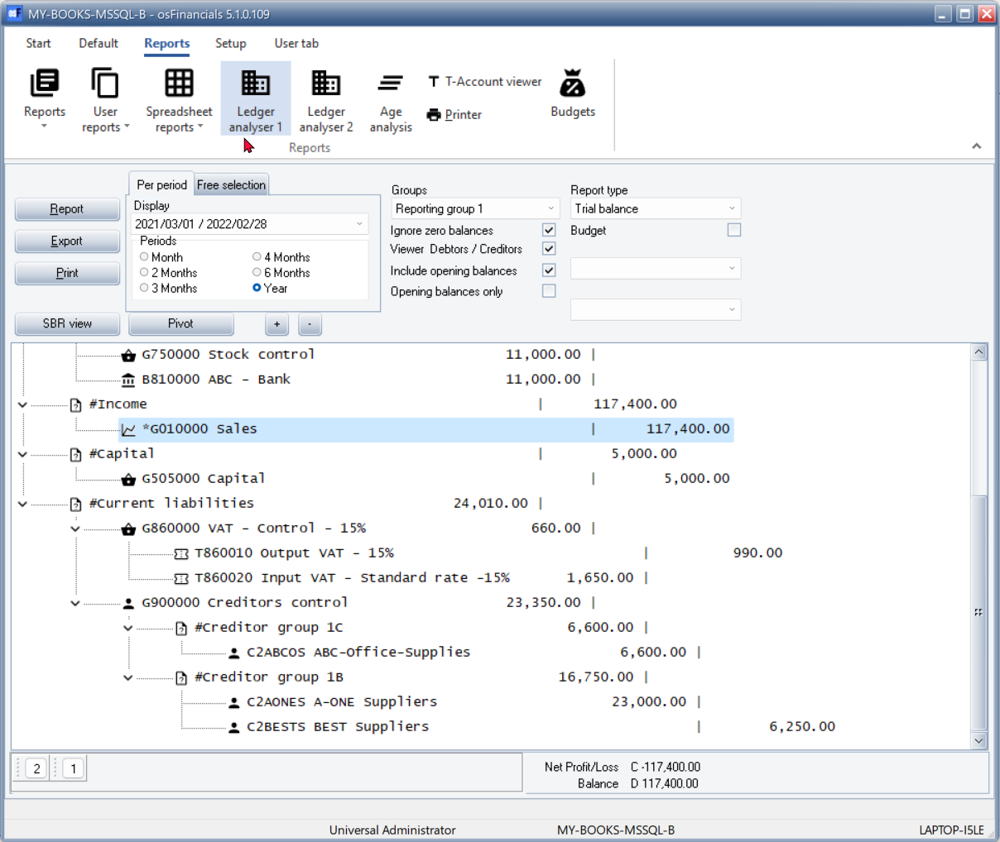 MY-BOOKS-MSSQL-B - osFinancials 5.1.0.109
Start Default Reports Setup User tab
Reports
User reports
Spreadsheet reports
Ledger analyser 1
Ledger analyser 2
Age analysis
T-Account viewer
Printer
Budgets
Reports
Report
Export
Print
SBR view
Per period Free selection
Display
2021/03/01 / 2022/02/28
Periods
Month 4 Months
2 Months 6 Months
3 Months Year
Pivot + -
Groups
Reporting group 1
Ignore zero balances
Viewer Debtors / Creditors
Include opening balances
Opening balances only
Report type
Trial balance
Budget
G750000 Stock control 11,000.00 |
B810000 ABC - Bank 11,000.00 |
#Income | 117,400.00
*G010000 Sales | 117,400.00
#Capital | 5,000.00
G505000 Capital | 5,000.00
#Current liabilities 24,010.00 |
G860000 VAT - Control - 15% 660.00 |
T860010 Output VAT - 15% | 990.00
T860020 Input VAT - Standard rate -15% 1,650.00 |
G900000 Creditors control 23,350.00 |
#Creditor group 1C 6,600.00 |
C2ABCOS ABC-Office-Supplies 6,600.00 |
#Creditor group 1B 16,750.00 |
C2AONES A-ONE Suppliers 23,000.00 |
C2BESTS BEST Suppliers | 6,250.00
2 1
Net Profit/Loss C -117,400.00
Balance D 117,400.00
Universal Administrator MY-BOOKS-MSSQL-B LAPTOP-I5LE